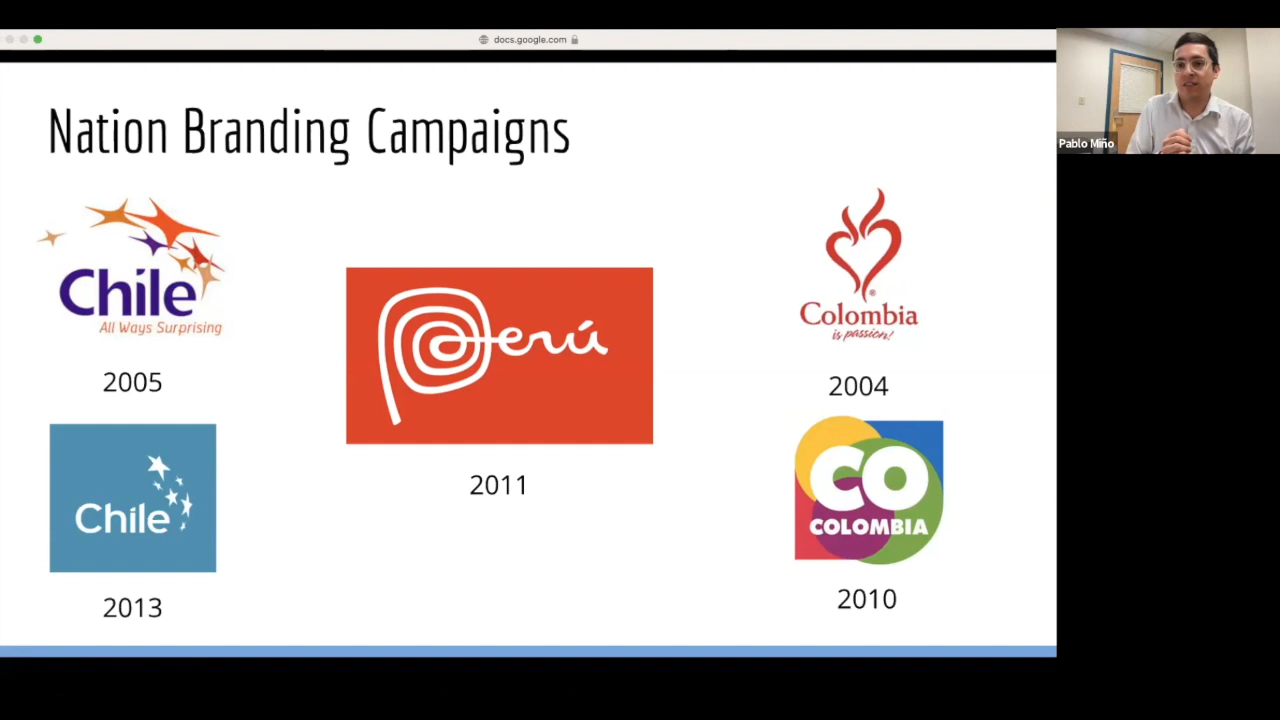 docs.google.com
Nation Branding Campaigns
Pablo Miño
Chile
All Ways Surprising
2005
Chile
2013
Perú
2011
Colombia
is passion!
®
2004
CO
COLOMBIA
2010